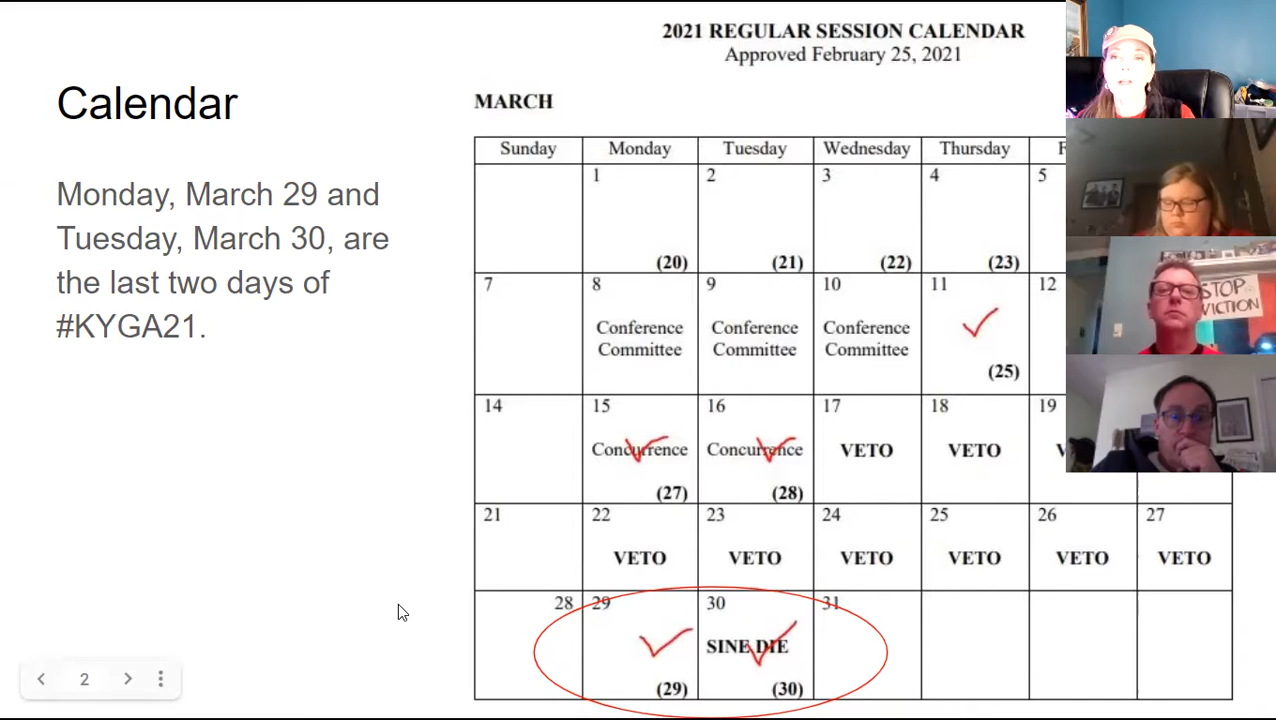 2021 REGULAR SESSION CALENDAR
Approved February 25, 2021
Calendar
Monday, March 29 and
Tuesday, March 30, are
the last two days of
#KYGA21.
MARCH
Sunday Monday Tuesday Wednesday Thursday F
1 2 3 4 5
(20) (21) (22) (23)
7 8 9 10 11 12
Conference Conference Conference
Committee Committee Committee
(25)
14 15 16 17 18 19
Concurrence Concurrence VETO VETO V
(27) (28)
21 22 23 24 25 26 27
VETO VETO VETO VETO VETO VETO
28 29 30 31
SINE DIE
(29) (30)
2
STOP
VICTION